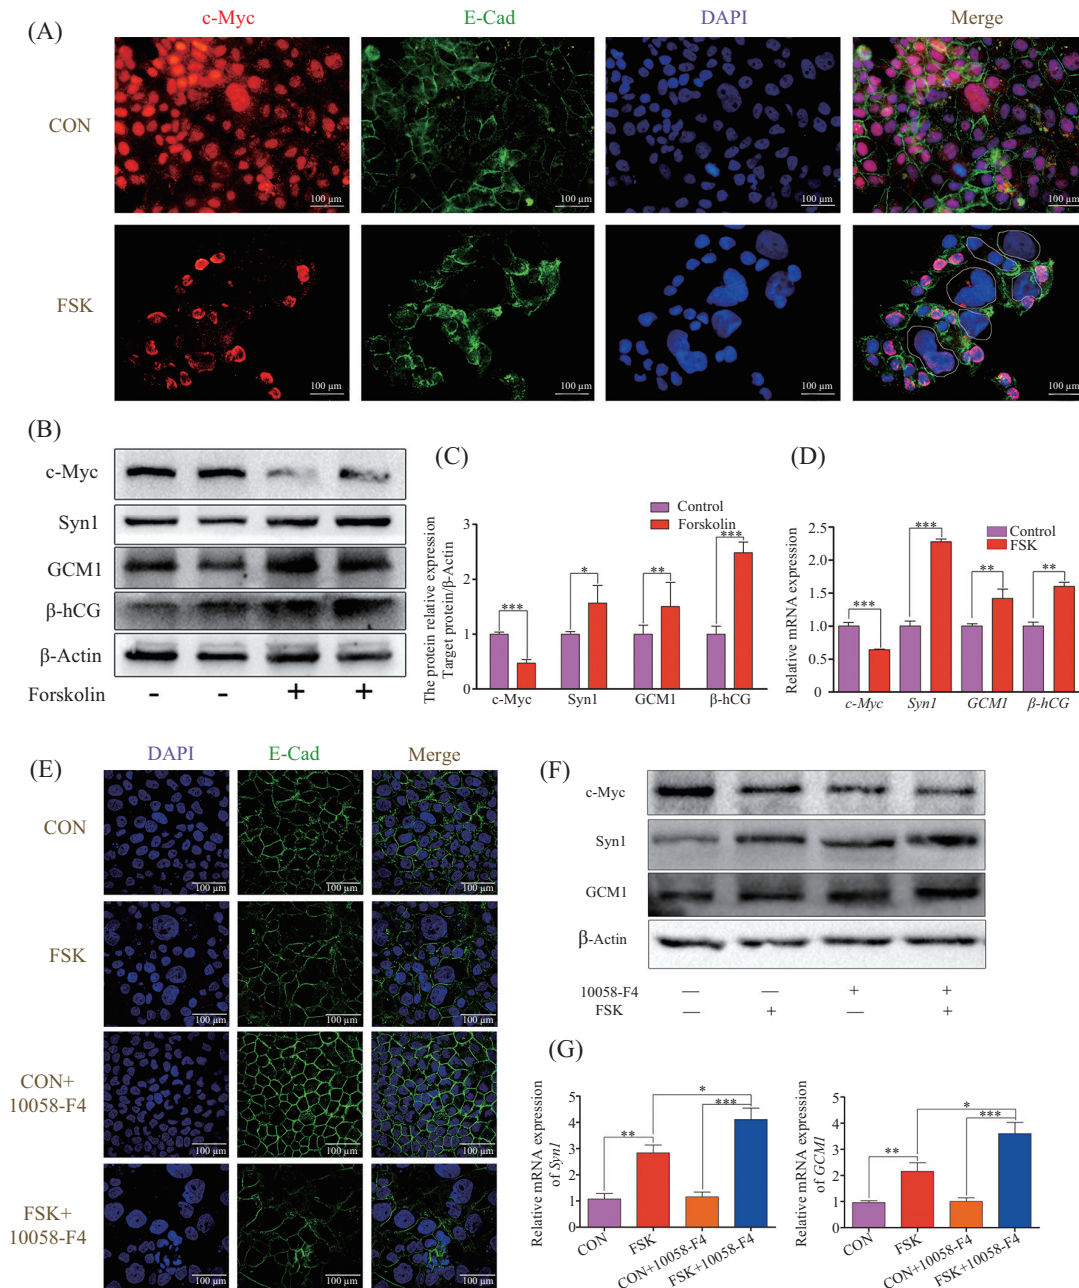 (A)
c-Myc E-Cad DAPI Merge
CON
100 µm 100 µm 100 µm 100 µm
FSK
100 µm 100 µm 100 µm 100 µm
(B)
c-Myc
Syn1
GCM1
β-hCG
β-Actin
Forskolin - - + +
(C)
Control
Forskolin
The protein relative expression
Target protein/β-Actin
3
2
1
0
*** * ** ***
c-Myc Syn1 GCM1 β-hCG
(D)
Control
FSK
Relative mRNA expression
2.5
2.0
1.5
1.0
0.5
0
*** *** ** **
c-Myc Syn1 GCM1 β-hCG
(E)
DAPI E-Cad Merge
CON
100 µm 100 µm 100 µm
FSK
100 µm 100 µm 100 µm
CON+
10058-F4
100 µm 100 µm 100 µm
FSK+
10058-F4
100 µm 100 µm 100 µm
(F)
c-Myc
Syn1
GCM1
β-Actin
10058-F4 — — + +
FSK — + — +
(G)
Relative mRNA expression
of Syn1
5
4
3
2
1
0
** *** *
CON FSK CON+10058-F4 FSK+10058-F4
Relative mRNA expression
of GCM1
5
4
3
2
1
0
** *** *
CON FSK CON+10058-F4 FSK+10058-F4